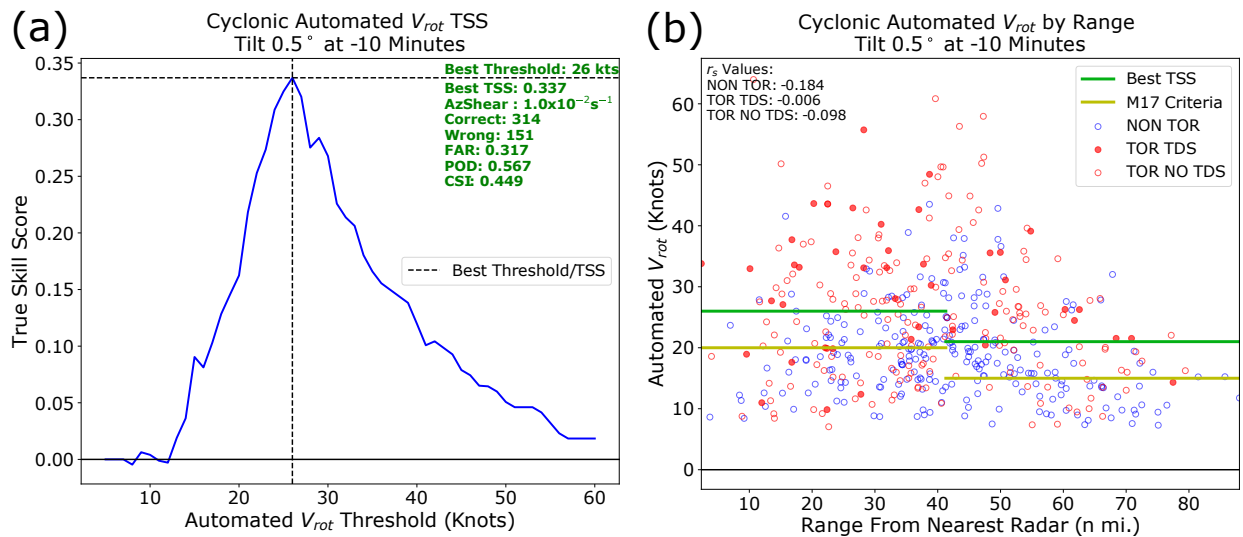 (a)
Cyclonic Automated V_rot TSS
Tilt 0.5° at -10 Minutes
0.35
0.30
0.25
0.20
0.15
0.10
0.05
0.00
True Skill Score
Best Threshold: 26 kts
Best TSS: 0.337
AzShear : 1.0x10⁻²s⁻¹
Correct: 314
Wrong: 151
FAR: 0.317
POD: 0.567
CSI: 0.449
Best Threshold/TSS
10 20 30 40 50 60
Automated V_rot Threshold (Knots)
(b)
Cyclonic Automated V_rot by Range
Tilt 0.5° at -10 Minutes
r_s Values:
NON TOR: -0.184
TOR TDS: -0.006
TOR NO TDS: -0.098
Best TSS
M17 Criteria
NON TOR
TOR TDS
TOR NO TDS
60
50
40
30
20
10
0
Automated V_rot (Knots)
10 20 30 40 50 60 70 80
Range From Nearest Radar (n mi.)